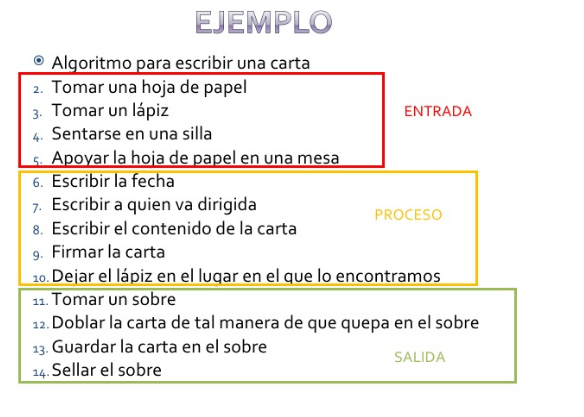 EJEMPLO
Algoritmo para escribir una carta
2. Tomar una hoja de papel
3. Tomar un lápiz
ENTRADA
4. Sentarse en una silla
5. Apoyar la hoja de papel en una mesa
6. Escribir la fecha
7. Escribir a quien va dirigida
PROCESO
8. Escribir el contenido de la carta
9. Firmar la carta
10. Dejar el lápiz en el lugar en el que lo encontramos
11. Tomar un sobre
12. Doblar la carta de tal manera de que quepa en el sobre
13. Guardar la carta en el sobre
SALIDA
14. Sellar el sobre